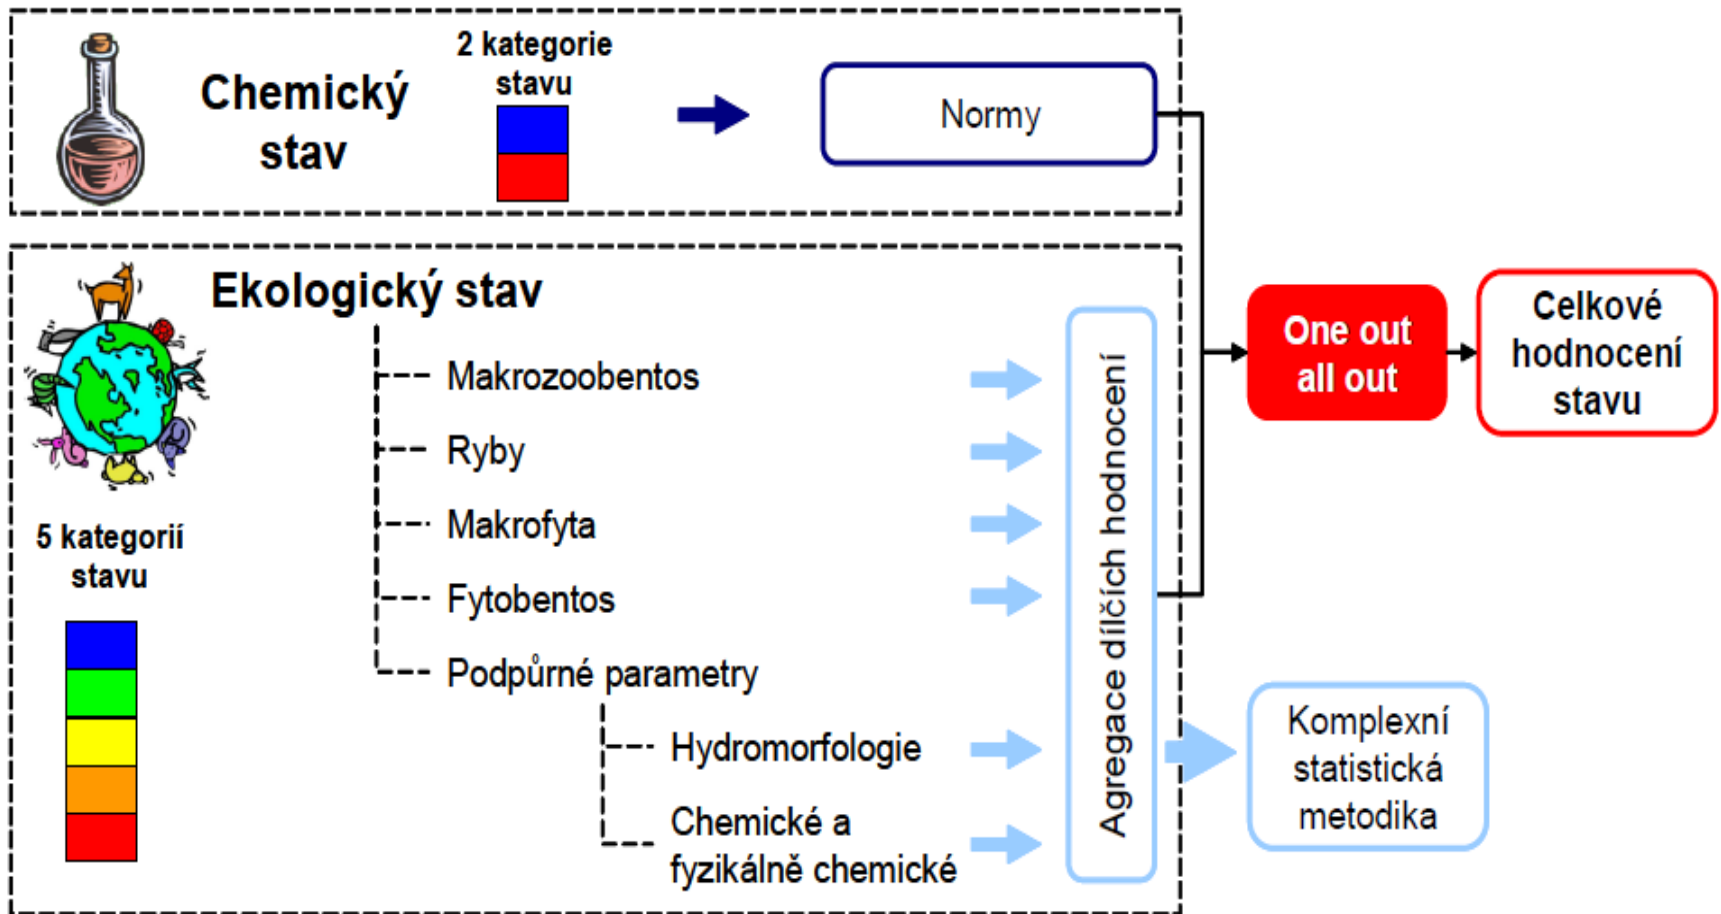 2 kategorie
stavu
Chemický
stav
Normy
Ekologický stav
Makrozoobentos
Ryby
Makrofyta
Fytobentos
Podpůrné parametry
Hydromorfologie
Chemické a
fyzikálně chemické
5 kategorií
stavu
Agregace dílčích hodnocení
One out
all out
Celkové
hodnocení
stavu
Komplexní
statistická
metodika